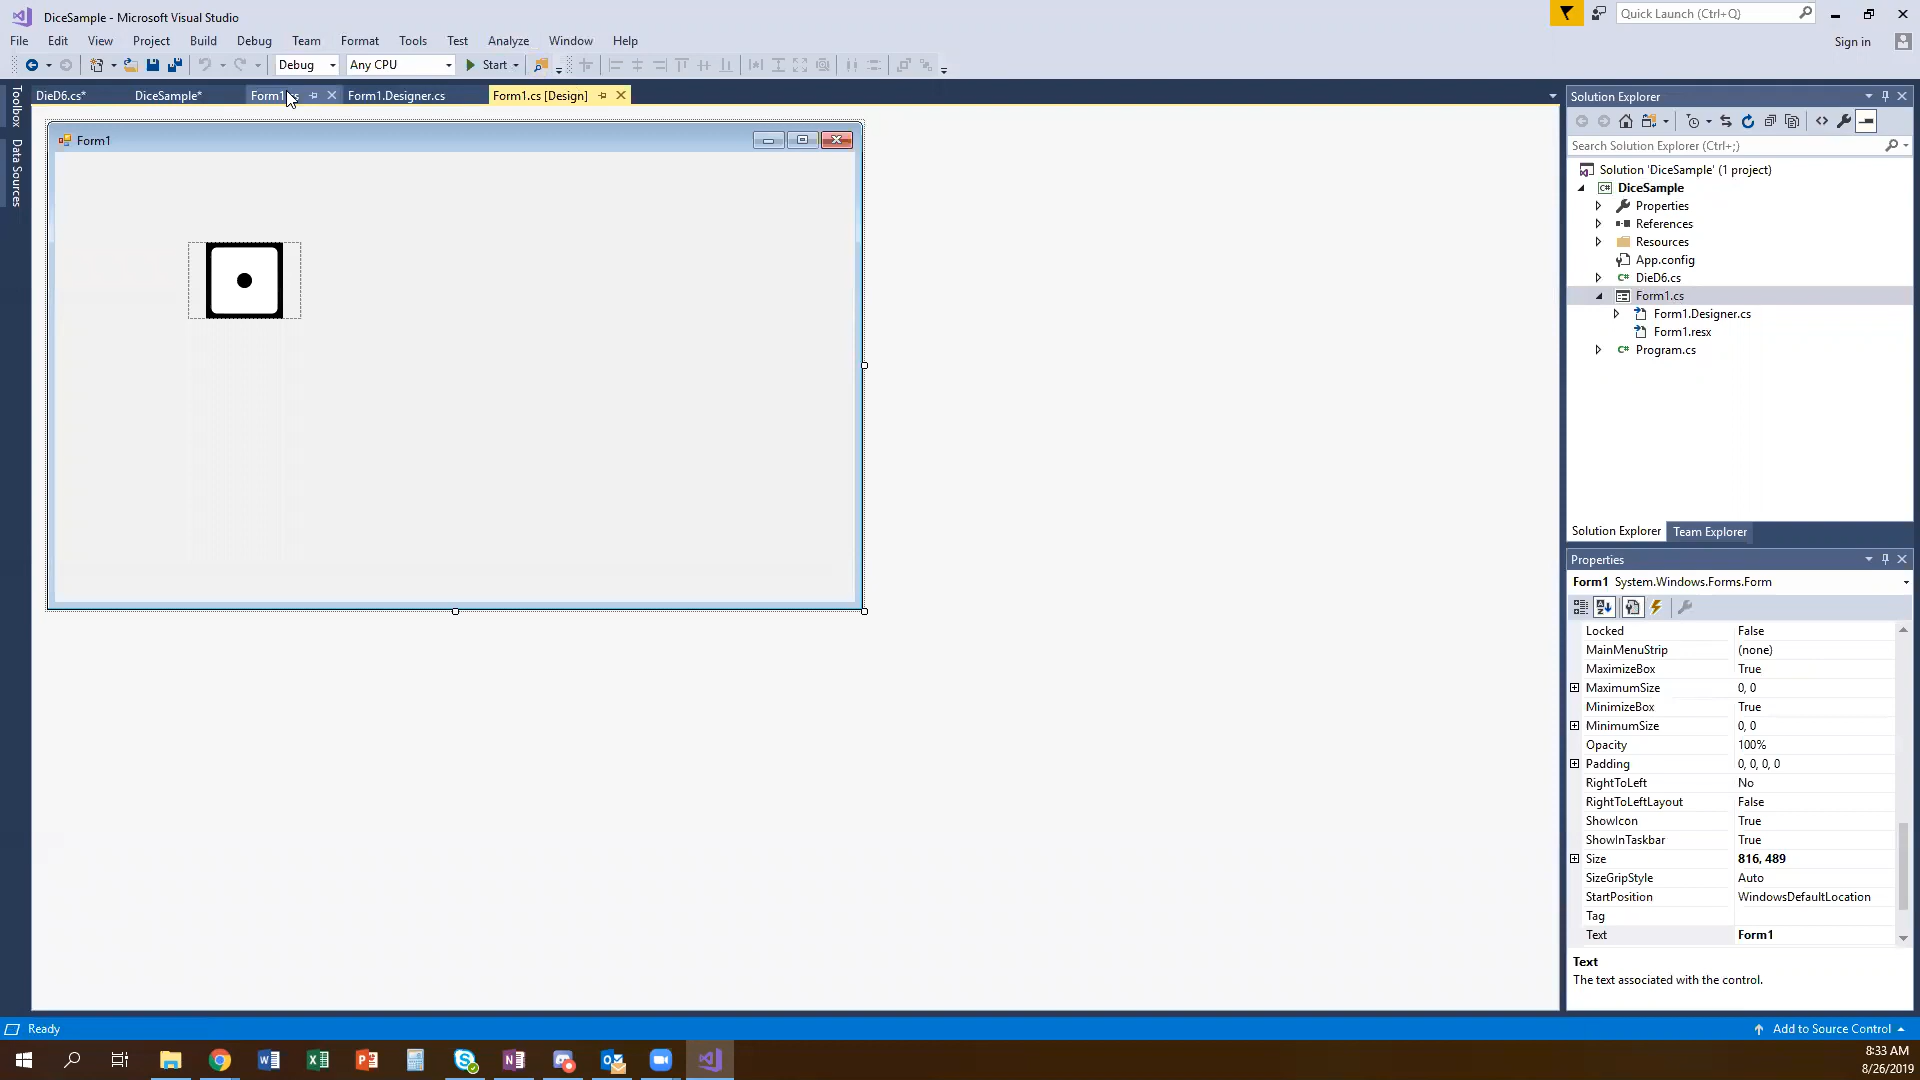 DiceSample - Microsoft Visual Studio
Quick Launch (Ctrl+Q)
File Edit View Project Build Debug Team Format Tools Test Analyze Window Help
Sign in
Debug Any CPU Start
DieD6.cs* DiceSample* Form1.cs Form1.Designer.cs Form1.cs [Design]
Toolbox
Data Sources
Form1
Solution Explorer
Search Solution Explorer (Ctrl+;)
Solution 'DiceSample' (1 project)
DiceSample
Properties
References
Resources
App.config
DieD6.cs
Form1.cs
Form1.Designer.cs
Form1.resx
Program.cs
Solution Explorer Team Explorer
Properties
Form1 System.Windows.Forms.Form
Locked False
MainMenuStrip (none)
MaximizeBox True
MaximumSize 0, 0
MinimizeBox True
MinimumSize 0, 0
Opacity 100%
Padding 0, 0, 0, 0
RightToLeft No
RightToLeftLayout False
ShowIcon True
ShowInTaskbar True
Size 816, 489
SizeGripStyle Auto
StartPosition WindowsDefaultLocation
Tag
Text Form1
Text
The text associated with the control.
Ready
Add to Source Control
8:33 AM
8/26/2019